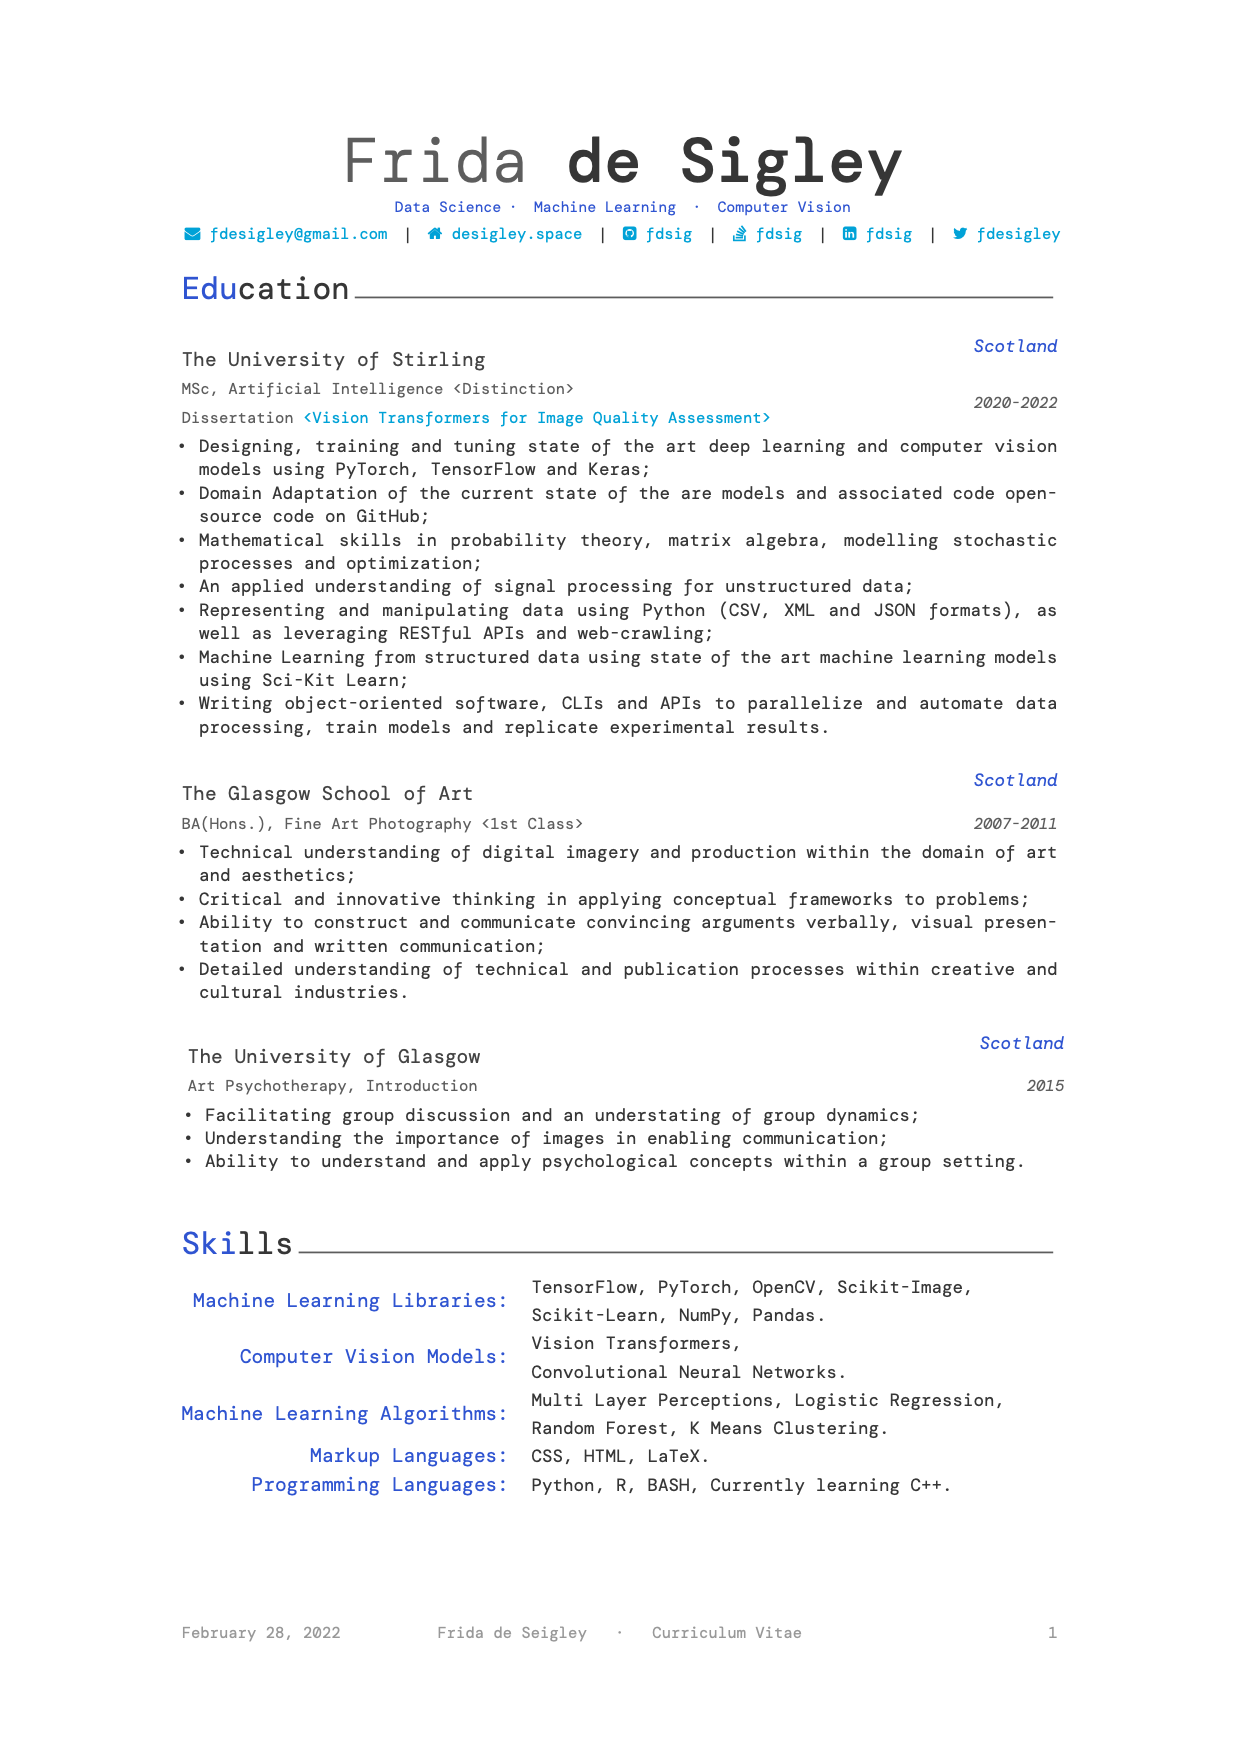 Frida de Sigley
Data Science · Machine Learning · Computer Vision
fdesigley@gmail.com | desigley.space | fdsig | fdsig | fdsig | fdesigley
Education
Scotland
The University of Stirling
MSc, Artificial Intelligence <Distinction>
2020-2022
Dissertation <Vision Transformers for Image Quality Assessment>
• Designing, training and tuning state of the art deep learning and computer vision
models using PyTorch, TensorFlow and Keras;
• Domain Adaptation of the current state of the are models and associated code open-
source code on GitHub;
• Mathematical skills in probability theory, matrix algebra, modelling stochastic
processes and optimization;
• An applied understanding of signal processing for unstructured data;
• Representing and manipulating data using Python (CSV, XML and JSON formats), as
well as leveraging RESTful APIs and web-crawling;
• Machine Learning from structured data using state of the art machine learning models
using Sci-Kit Learn;
• Writing object-oriented software, CLIs and APIs to parallelize and automate data
processing, train models and replicate experimental results.
Scotland
The Glasgow School of Art
BA(Hons.), Fine Art Photography <1st Class> 2007-2011
• Technical understanding of digital imagery and production within the domain of art
and aesthetics;
• Critical and innovative thinking in applying conceptual frameworks to problems;
• Ability to construct and communicate convincing arguments verbally, visual presen-
tation and written communication;
• Detailed understanding of technical and publication processes within creative and
cultural industries.
Scotland
The University of Glasgow
Art Psychotherapy, Introduction 2015
• Facilitating group discussion and an understating of group dynamics;
• Understanding the importance of images in enabling communication;
• Ability to understand and apply psychological concepts within a group setting.
Skills
Machine Learning Libraries: TensorFlow, PyTorch, OpenCV, Scikit-Image,
Scikit-Learn, NumPy, Pandas.
Computer Vision Models: Vision Transformers,
Convolutional Neural Networks.
Machine Learning Algorithms: Multi Layer Perceptions, Logistic Regression,
Random Forest, K Means Clustering.
Markup Languages: CSS, HTML, LaTeX.
Programming Languages: Python, R, BASH, Currently learning C++.
February 28, 2022 Frida de Seigley · Curriculum Vitae 1